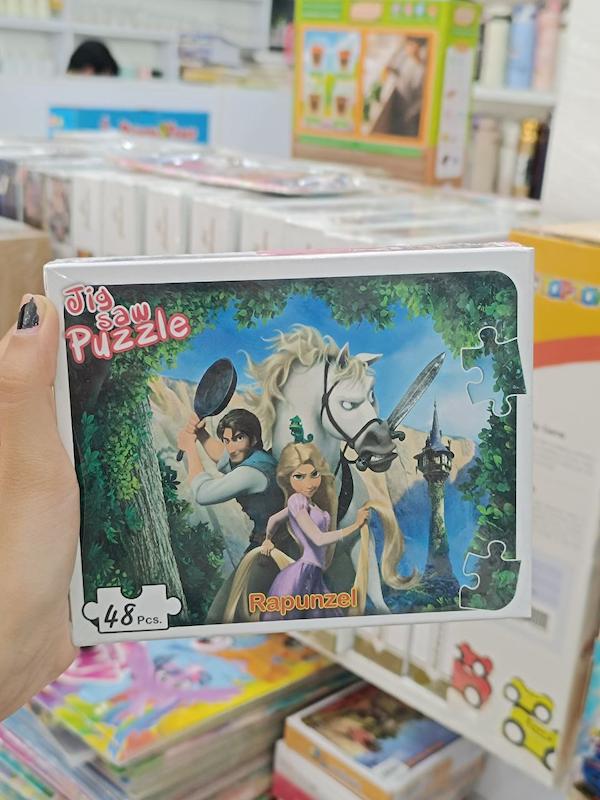 Jig
saw
Puzzle
Rapunzel
48 Pcs.